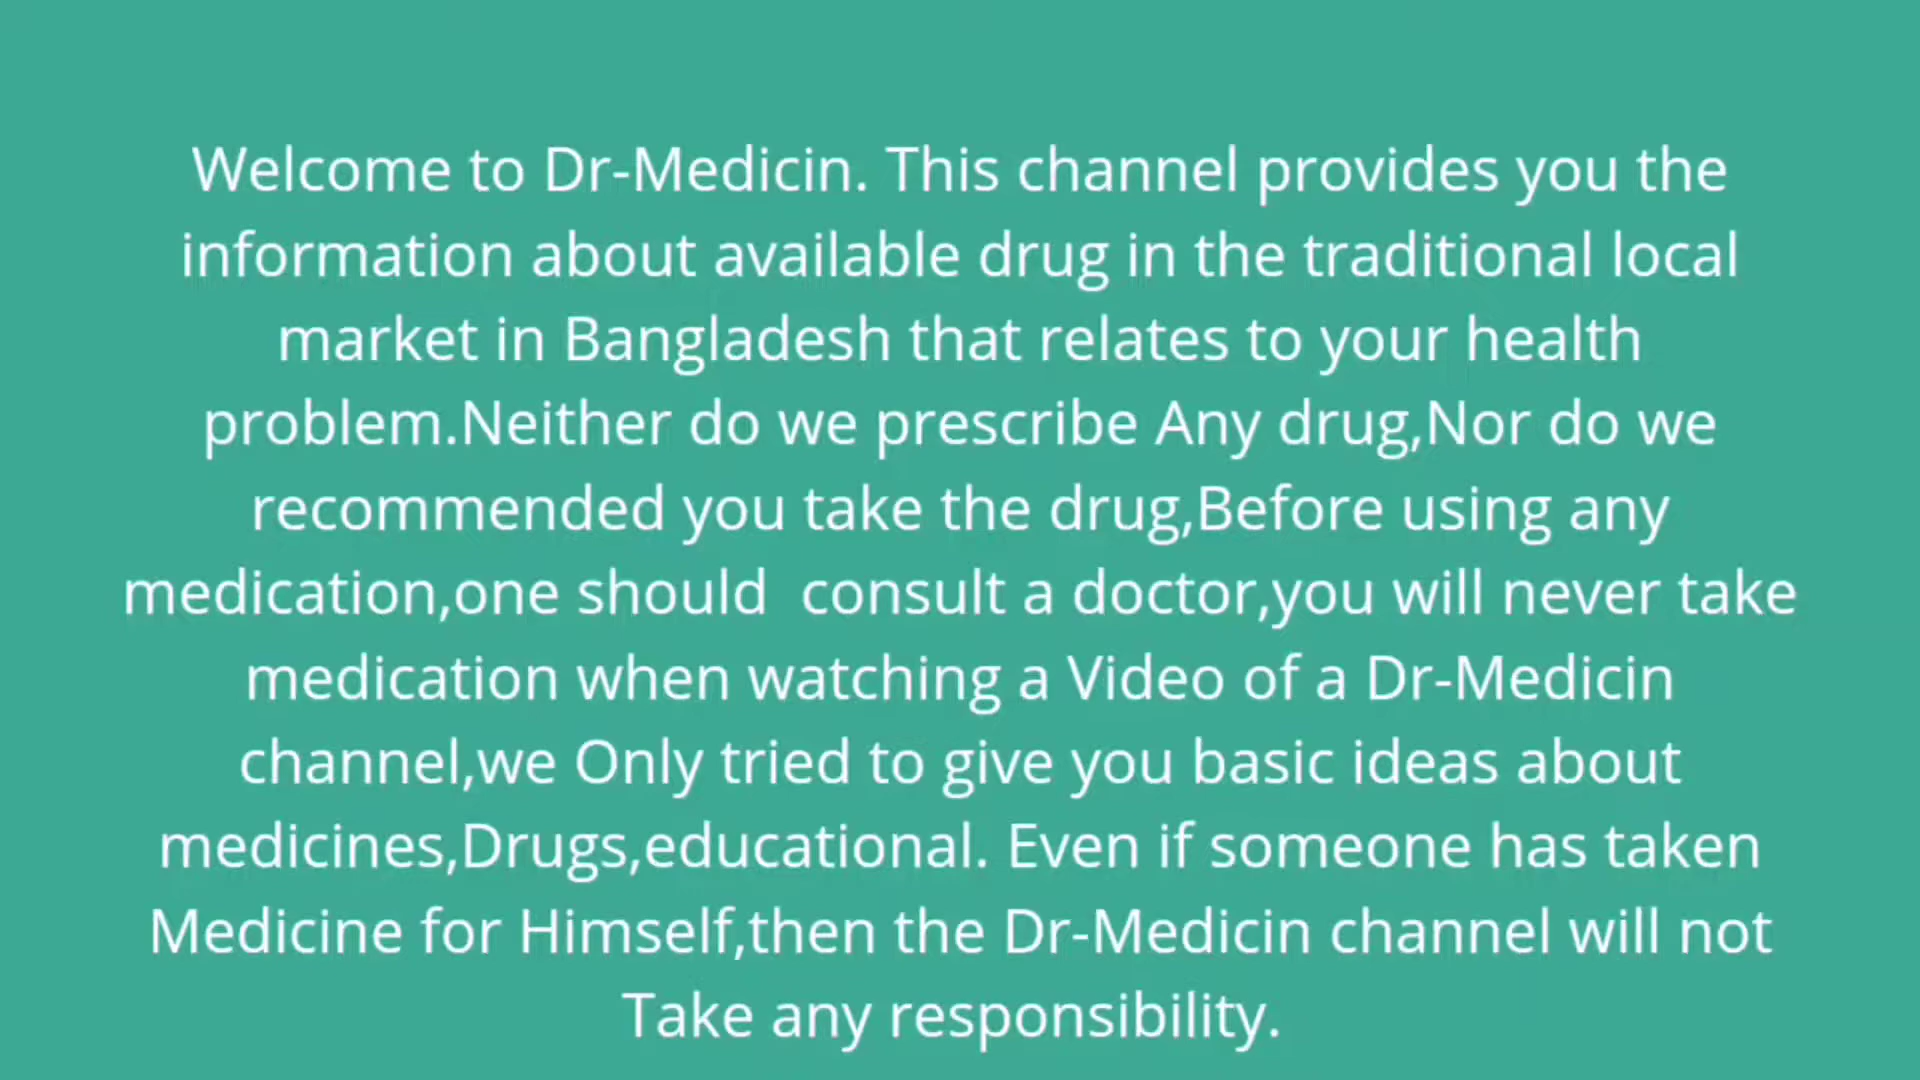 Welcome to Dr-Medicin. This channel provides you the
information about available drug in the traditional local
market in Bangladesh that relates to your health
problem.Neither do we prescribe Any drug,Nor do we
recommended you take the drug,Before using any
medication,one should  consult a doctor,you will never take
medication when watching a Video of a Dr-Medicin
channel,we Only tried to give you basic ideas about
medicines,Drugs,educational. Even if someone has taken
Medicine for Himself,then the Dr-Medicin channel will not
Take any responsibility.